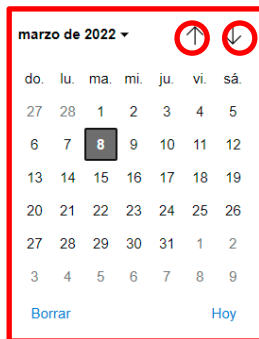 marzo de 2022
do. lu. ma. mi. ju. vi. sá.
27 28 1 2 3 4 5
6 7 8 9 10 11 12
13 14 15 16 17 18 19
20 21 22 23 24 25 26
27 28 29 30 31 1 2
3 4 5 6 7 8 9
Borrar Hoy